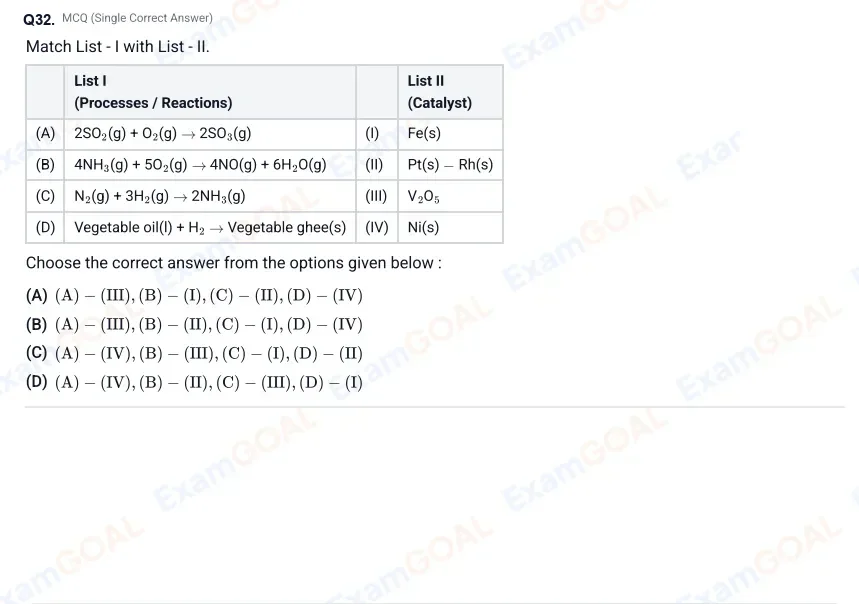 Q32. MCQ (Single Correct Answer)
Match List - I with List - II.
List I
(Processes / Reactions)
List II
(Catalyst)
(A) 2SO₂(g) + O₂(g) → 2SO₃(g) (I) Fe(s)
(B) 4NH₃(g) + 5O₂(g) → 4NO(g) + 6H₂O(g) (II) Pt(s) − Rh(s)
(C) N₂(g) + 3H₂(g) → 2NH₃(g) (III) V₂O₅
(D) Vegetable oil(l) + H₂ → Vegetable ghee(s) (IV) Ni(s)
Choose the correct answer from the options given below :
(A) (A) − (III), (B) − (I), (C) − (II), (D) − (IV)
(B) (A) − (III), (B) − (II), (C) − (I), (D) − (IV)
(C) (A) − (IV), (B) − (III), (C) − (I), (D) − (II)
(D) (A) − (IV), (B) − (II), (C) − (III), (D) − (I)
ExamGOAL